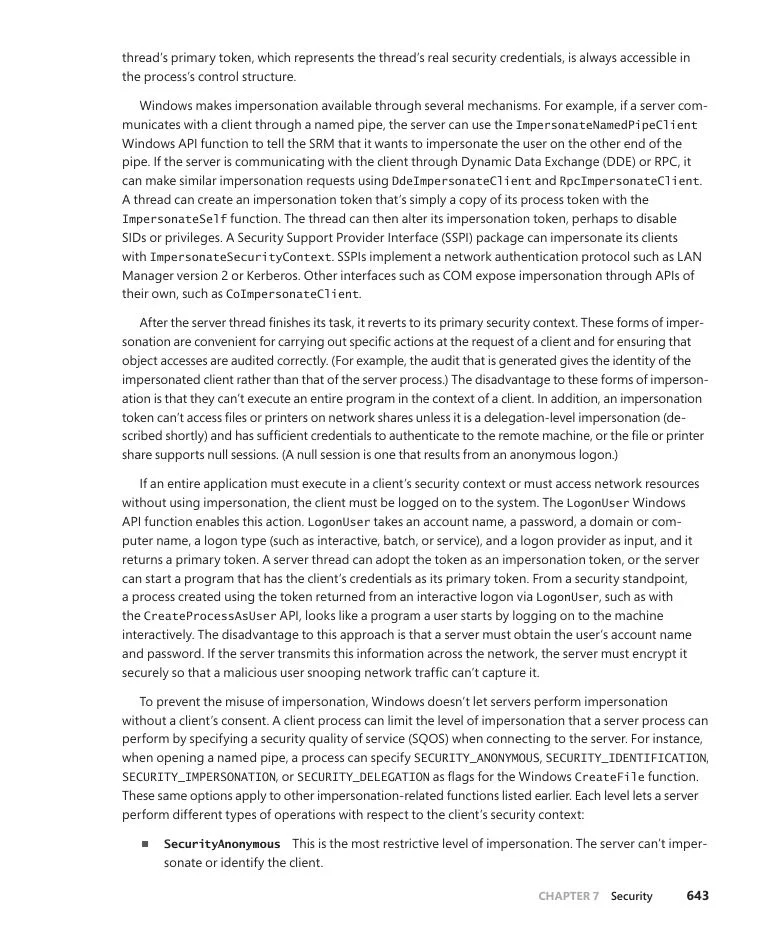 thread's primary token, which represents the thread's real security credentials, is always accessible in
the process's control structure.
Windows makes impersonation available through several mechanisms. For example, if a server com-
municates with a client through a named pipe, the server can use the ImpersonateNamedPipeClient
Windows API function to tell the SRM that it wants to impersonate the user on the other end of the
pipe. If the server is communicating with the client through Dynamic Data Exchange (DDE) or RPC, it
can make similar impersonation requests using DdeImpersonateClient and RpcImpersonateClient.
A thread can create an impersonation token that's simply a copy of its process token with the
ImpersonateSelf function. The thread can then alter its impersonation token, perhaps to disable
SIDs or privileges. A Security Support Provider Interface (SSPI) package can impersonate its clients
with ImpersonateSecurityContext. SSPIs implement a network authentication protocol such as LAN
Manager version 2 or Kerberos. Other interfaces such as COM expose impersonation through APIs of
their own, such as CoImpersonateClient.
After the server thread finishes its task, it reverts to its primary security context. These forms of imper-
sonation are convenient for carrying out specific actions at the request of a client and for ensuring that
object accesses are audited correctly. (For example, the audit that is generated gives the identity of the
impersonated client rather than that of the server process.) The disadvantage to these forms of imperson-
ation is that they can't execute an entire program in the context of a client. In addition, an impersonation
token can't access files or printers on network shares unless it is a delegation-level impersonation (de-
scribed shortly) and has sufficient credentials to authenticate to the remote machine, or the file or printer
share supports null sessions. (A null session is one that results from an anonymous logon.)
If an entire application must execute in a client's security context or must access network resources
without using impersonation, the client must be logged on to the system. The LogonUser Windows
API function enables this action. LogonUser takes an account name, a password, a domain or com-
puter name, a logon type (such as interactive, batch, or service), and a logon provider as input, and it
returns a primary token. A server thread can adopt the token as an impersonation token, or the server
can start a program that has the client's credentials as its primary token. From a security standpoint,
a process created using the token returned from an interactive logon via LogonUser, such as with
the CreateProcessAsUser API, looks like a program a user starts by logging on to the machine
interactively. The disadvantage to this approach is that a server must obtain the user's account name
and password. If the server transmits this information across the network, the server must encrypt it
securely so that a malicious user snooping network traffic can't capture it.
To prevent the misuse of impersonation, Windows doesn't let servers perform impersonation
without a client's consent. A client process can limit the level of impersonation that a server process can
perform by specifying a security quality of service (SQOS) when connecting to the server. For instance,
when opening a named pipe, a process can specify SECURITY_ANONYMOUS, SECURITY_IDENTIFICATION,
SECURITY_IMPERSONATION, or SECURITY_DELEGATION as flags for the Windows CreateFile function.
These same options apply to other impersonation-related functions listed earlier. Each level lets a server
perform different types of operations with respect to the client's security context:
■ SecurityAnonymous This is the most restrictive level of impersonation. The server can't imper-
sonate or identify the client.
CHAPTER 7 Security 643